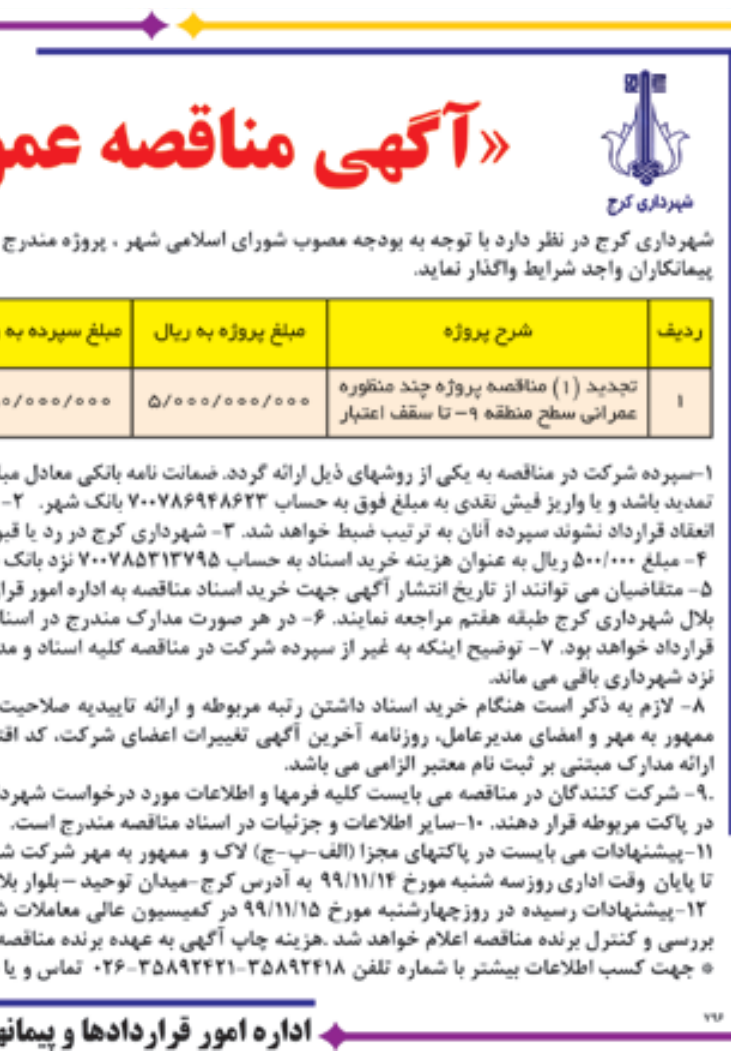 «آگهی مناقصه
شهرداری کرج
شهرداری کرج در نظر دارد با توجه به بودجه مصوب شورای اسلامی شهر ، پروژه مندرج
پیمانکاران واجد شرایط واگذار نماید.
ردیف شرح پروژه مبلغ پروژه به ریال مبلغ سپرده به
۱ تجدید (۱) مناقصه پروژه چند منظوره ۵/۰۰۰/۰۰۰/۰۰۰ ۰/۰۰۰/۰۰۰
عمرانی سطح منطقه ۹– تا سقف اعتبار
۱–سپرده شرکت در مناقصه به یکی از روشهای ذیل ارائه گردد. ضمانت نامه بانکی معادل
تمدید باشد و یا واریز فیش نقدی به مبلغ فوق به حساب ۷۰۰۷۸۶۹۴۸۶۲۳ بانک شهر. ۲–
انعقاد قرارداد نشوند سپرده آنان به ترتیب ضبط خواهد شد. ۳– شهرداری کرج در رد یا
۴– مبلغ ۵۰۰/۰۰۰ ریال به عنوان هزینه خرید اسناد به حساب ۷۰۰۷۸۵۳۱۳۷۹۵ نزد بانک
۵– متقاضیان می توانند از تاریخ انتشار آگهی جهت خرید اسناد مناقصه به اداره امور
بلال شهرداری کرج طبقه هفتم مراجعه نمایند. ۶– در هر صورت مدارک مندرج در
قرارداد خواهد بود. ۷– توضیح اینکه به غیر از سپرده شرکت در مناقصه کلیه اسناد و
نزد شهرداری باقی می ماند.
۸– لازم به ذکر است هنگام خرید اسناد داشتن رتبه مربوطه و ارائه تاییدیه صلاحیت
ممهور به مهر و امضای مدیرعامل، روزنامه آخرین آگهی تغییرات اعضای شرکت، کد
ارائه مدارک مبتنی بر ثبت نام معتبر الزامی می باشد.
.۹– شرکت کنندگان در مناقصه می بایست کلیه فرمها و اطلاعات مورد درخواست
در پاکت مربوطه قرار دهند. ۱۰–سایر اطلاعات و جزئیات در اسناد مناقصه مندرج است.
۱۱–پیشنهادات می بایست در پاکتهای مجزا (الف–ب–ج) لاک و ممهور به مهر شرکت
تا پایان وقت اداری روزسه شنبه مورخ ۹۹/۱۱/۱۴ به آدرس کرج–میدان توحید –بلوار
۱۲–پیشنهادات رسیده در روزچهارشنبه مورخ ۹۹/۱۱/۱۵ در کمیسیون عالی معاملات
بررسی و کنترل برنده مناقصه اعلام خواهد شد .هزینه چاپ آگهی به عهده برنده مناقصه
* جهت کسب اطلاعات بیشتر با شماره تلفن ۳۵۸۹۲۴۱۸–۳۵۸۹۲۴۲۱–۰۲۶ تماس و یا
۷۹۶
اداره امور قراردادها و